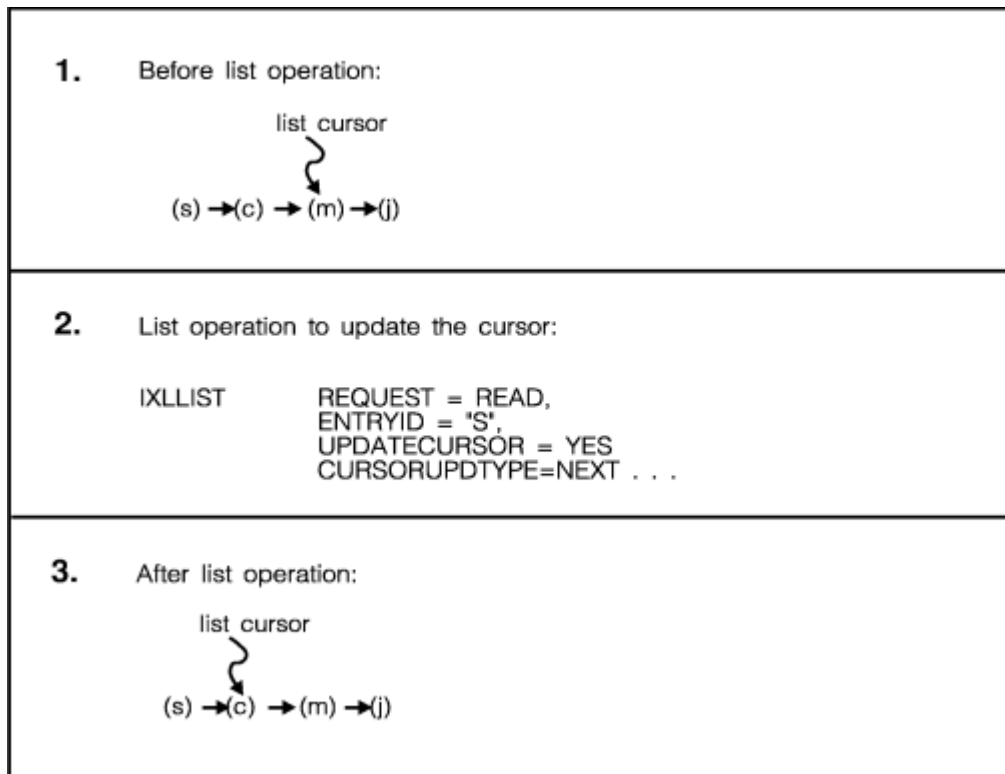 1. Before list operation:
list cursor
(s) → (c) → (m) → (j)
2. List operation to update the cursor:
IXLLIST REQUEST = READ,
ENTRYID = "S",
UPDATECURSOR = YES
CURSORUPDTYPE=NEXT . . .
3. After list operation:
list cursor
(s) → (c) → (m) → (j)